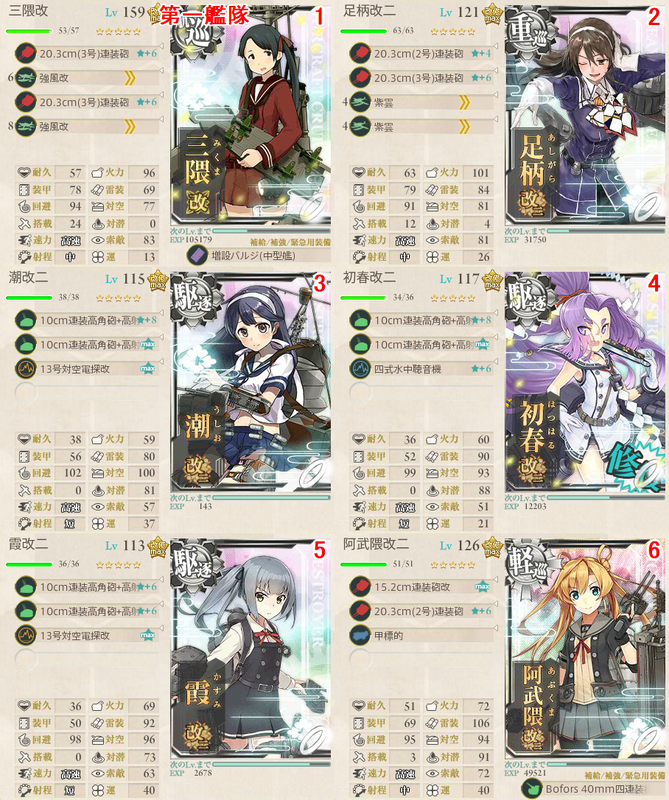 三隈改 Lv 159
第一艦隊 1
53/57
20.3cm(3号)連装砲 ★+6
6 強風改
20.3cm(3号)連装砲 ★+6
8 強風改
耐久 57 火力 96
装甲 78 雷装 69
回避 94 対空 77
搭載 24 対潜 0
速力 高速 索敵 83
射程 中 運 13
三隈改
みくま
次のLv.まで
EXP 105179
補給/補強/緊急用装備
増設バルジ(中型艦)
足柄改二 Lv 121 2
63/63
20.3cm(2号)連装砲 ★+4
20.3cm(3号)連装砲 ★+6
4 紫雲
4 紫雲
耐久 63 火力 101
装甲 79 雷装 84
回避 91 対空 81
搭載 12 対潜 4
速力 高速 索敵 81
射程 中 運 26
重巡
足柄改二
あしがら
次のLv.まで
EXP 31750
潮改二 Lv 115 3
38/38
10cm連装高角砲+高射 ★+8
10cm連装高角砲+高射 max
13号対空電探改 max
耐久 38 火力 59
装甲 56 雷装 80
回避 102 対空 100
搭載 0 対潜 81
速力 高速 索敵 57
射程 短 運 37
駆逐
潮改二
うしお
次のLv.まで
EXP 143
初春改二 Lv 117 4
34/36
10cm連装高角砲+高射 ★+8
10cm連装高角砲+高射 max
四式水中聴音機 ★+6
耐久 36 火力 60
装甲 52 雷装 90
回避 99 対空 93
搭載 0 対潜 88
速力 高速 索敵 51
射程 短 運 21
駆逐
初春改二
はつはる
修
次のLv.まで
EXP 12203
霞改二 Lv 113 5
36/36
10cm連装高角砲+高射 ★+6
10cm連装高角砲+高射 ★+6
13号対空電探改 max
耐久 36 火力 69
装甲 50 雷装 92
回避 98 対空 96
搭載 0 対潜 73
速力 高速 索敵 63
射程 短 運 40
駆逐
霞改二
かすみ
次のLv.まで
EXP 2678
阿武隈改二 Lv 126 6
51/51
15.2cm連装砲改 max
20.3cm(2号)連装砲 ★+6
甲標的
耐久 51 火力 72
装甲 69 雷装 106
回避 95 対空 94
搭載 3 対潜 91
速力 高速 索敵 72
射程 中 運 40
軽巡
阿武隈改二
あぶくま
次のLv.まで
EXP 49521
補給/補強/緊急用装備
Bofors 40mm四連装